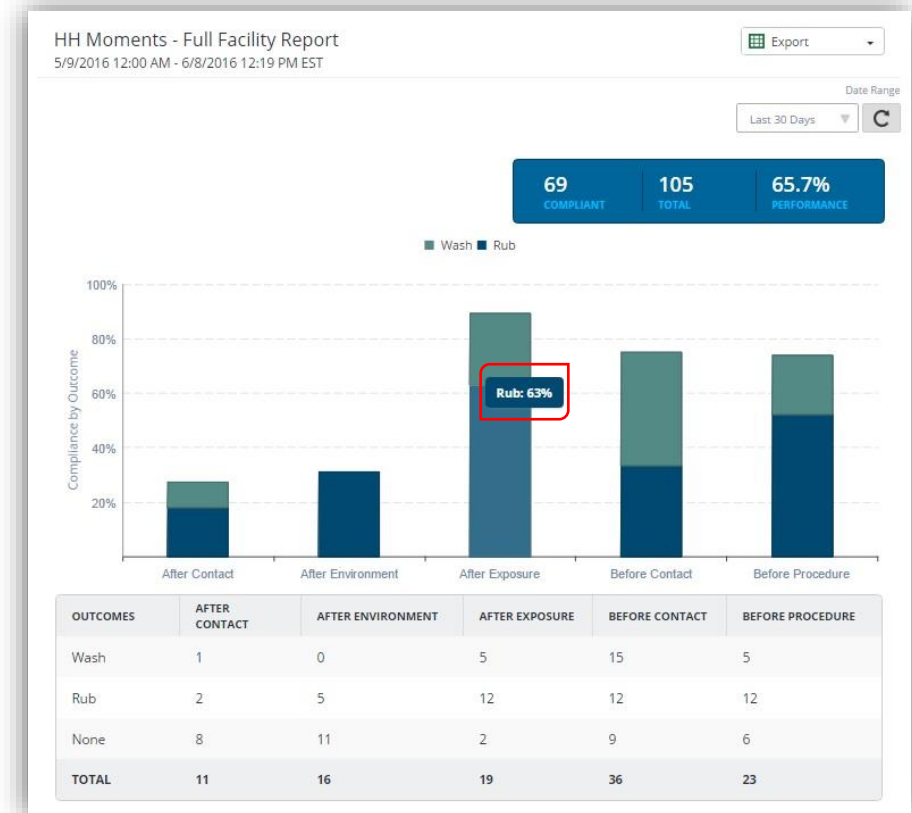 HH Moments - Full Facility Report
Export
5/9/2016 12:00 AM - 6/8/2016 12:19 PM EST
Date Range
Last 30 Days
69 105 65.7%
COMPLIANT TOTAL PERFORMANCE
Wash Rub
Compliance by Outcome
100%
80%
60%
40%
20%
Rub: 63%
After Contact After Environment After Exposure Before Contact Before Procedure
OUTCOMES AFTER CONTACT AFTER ENVIRONMENT AFTER EXPOSURE BEFORE CONTACT BEFORE PROCEDURE
Wash 1 0 5 15 5
Rub 2 5 12 12 12
None 8 11 2 9 6
TOTAL 11 16 19 36 23